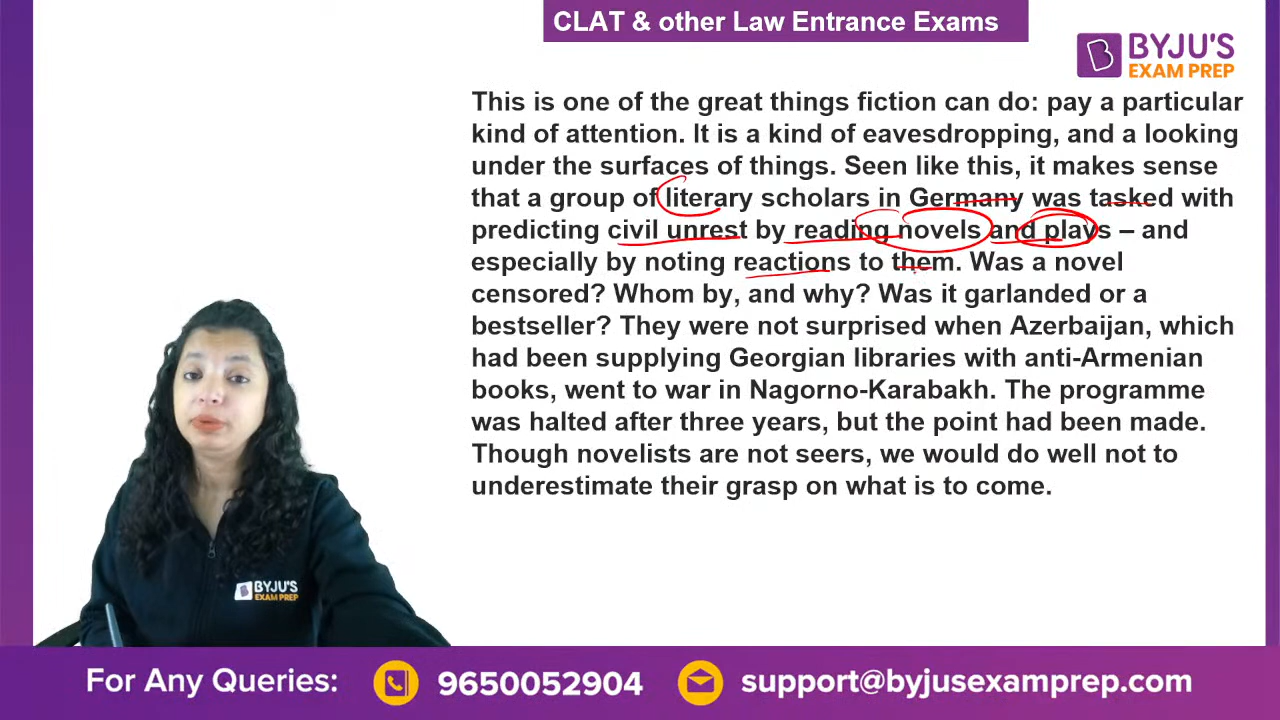 CLAT & other Law Entrance Exams
BYJU'S
EXAM PREP
This is one of the great things fiction can do: pay a particular
kind of attention. It is a kind of eavesdropping, and a looking
under the surfaces of things. Seen like this, it makes sense
that a group of literary scholars in Germany was tasked with
predicting civil unrest by reading novels and plays – and
especially by noting reactions to them. Was a novel
censored? Whom by, and why? Was it garlanded or a
bestseller? They were not surprised when Azerbaijan, which
had been supplying Georgian libraries with anti-Armenian
books, went to war in Nagorno-Karabakh. The programme
was halted after three years, but the point had been made.
Though novelists are not seers, we would do well not to
underestimate their grasp on what is to come.
BYJU'S
EXAM PREP
For Any Queries:
9650052904
support@byjusexamprep.com